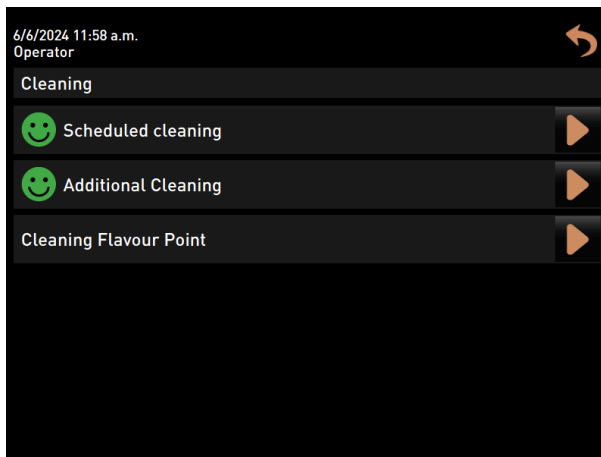 6/6/2024 11:58 a.m.
Operator
Cleaning
Scheduled cleaning
Additional Cleaning
Cleaning Flavour Point